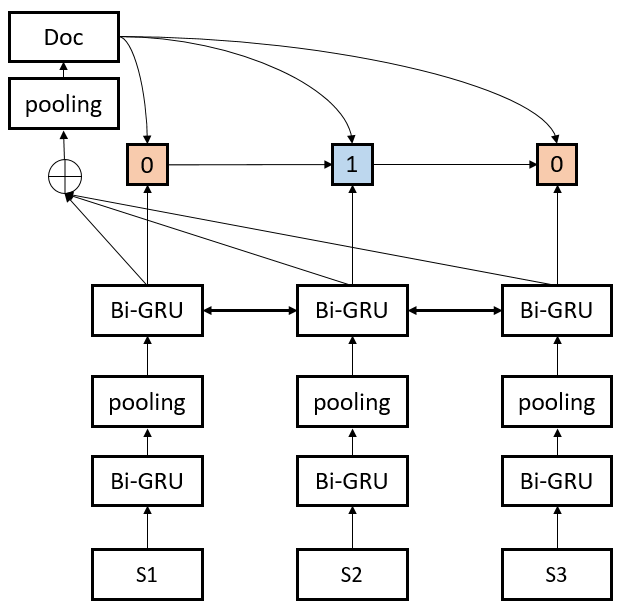 Doc
pooling
0 1 0
Bi-GRU Bi-GRU Bi-GRU
pooling pooling pooling
Bi-GRU Bi-GRU Bi-GRU
S1 S2 S3